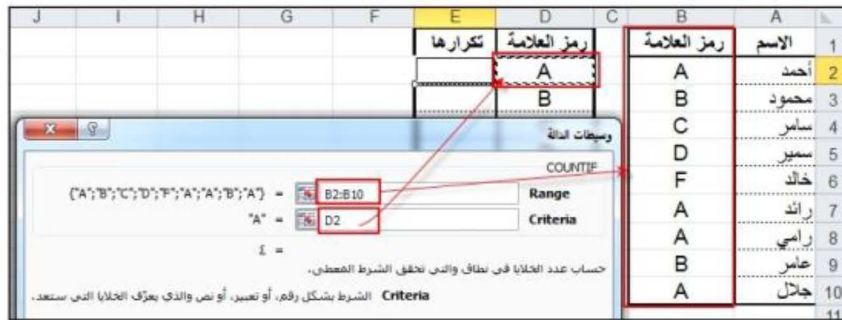 J I H G F E D C B A
1 الاسم رمز العلامة رمز العلامة تكرارها
2 أحمد A A
3 محمود B B
4 سامر C
5 سمير D
6 خالد F
7 رائد A
8 رامي A
9 عامر B
10 جلال A
11
وسيطات الدالة
COUNTIF
Range B2:B10 = {"A";"B";"C";"D";"F";"A";"A";"B";"A"}
Criteria D2 = "A"
= ٤
حساب عدد الخلايا في نطاق والتي تحقق الشرط المعطى.
Criteria الشرط بشكل رقم، أو تعبير، أو نص والذي يعرّف الخلايا التي ستعد.